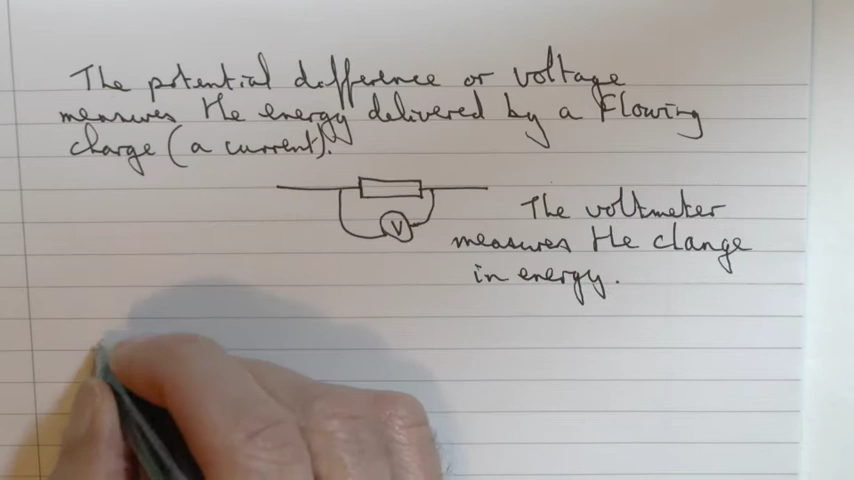 The potential difference or voltage
measures the energy delivered by a flowing
charge (a current).
V
The voltmeter
measures the change
in energy.